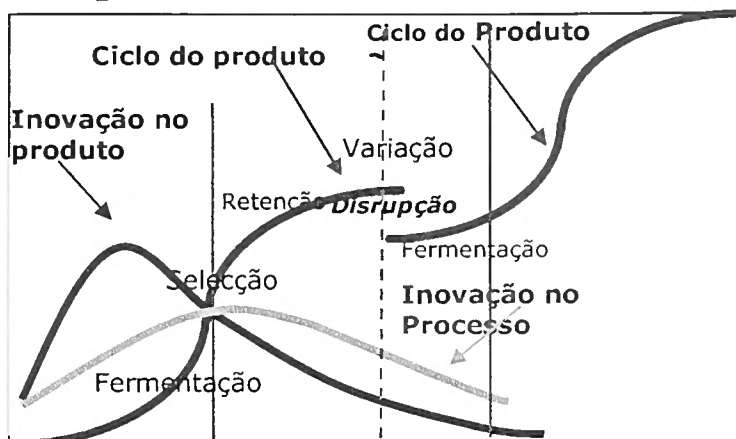 Ciclo do Produto
Ciclo do produto
Inovação no
produto
Variação
Retenção Disrupção
Fermentação
Selecção
Inovação no
Processo
Fermentação